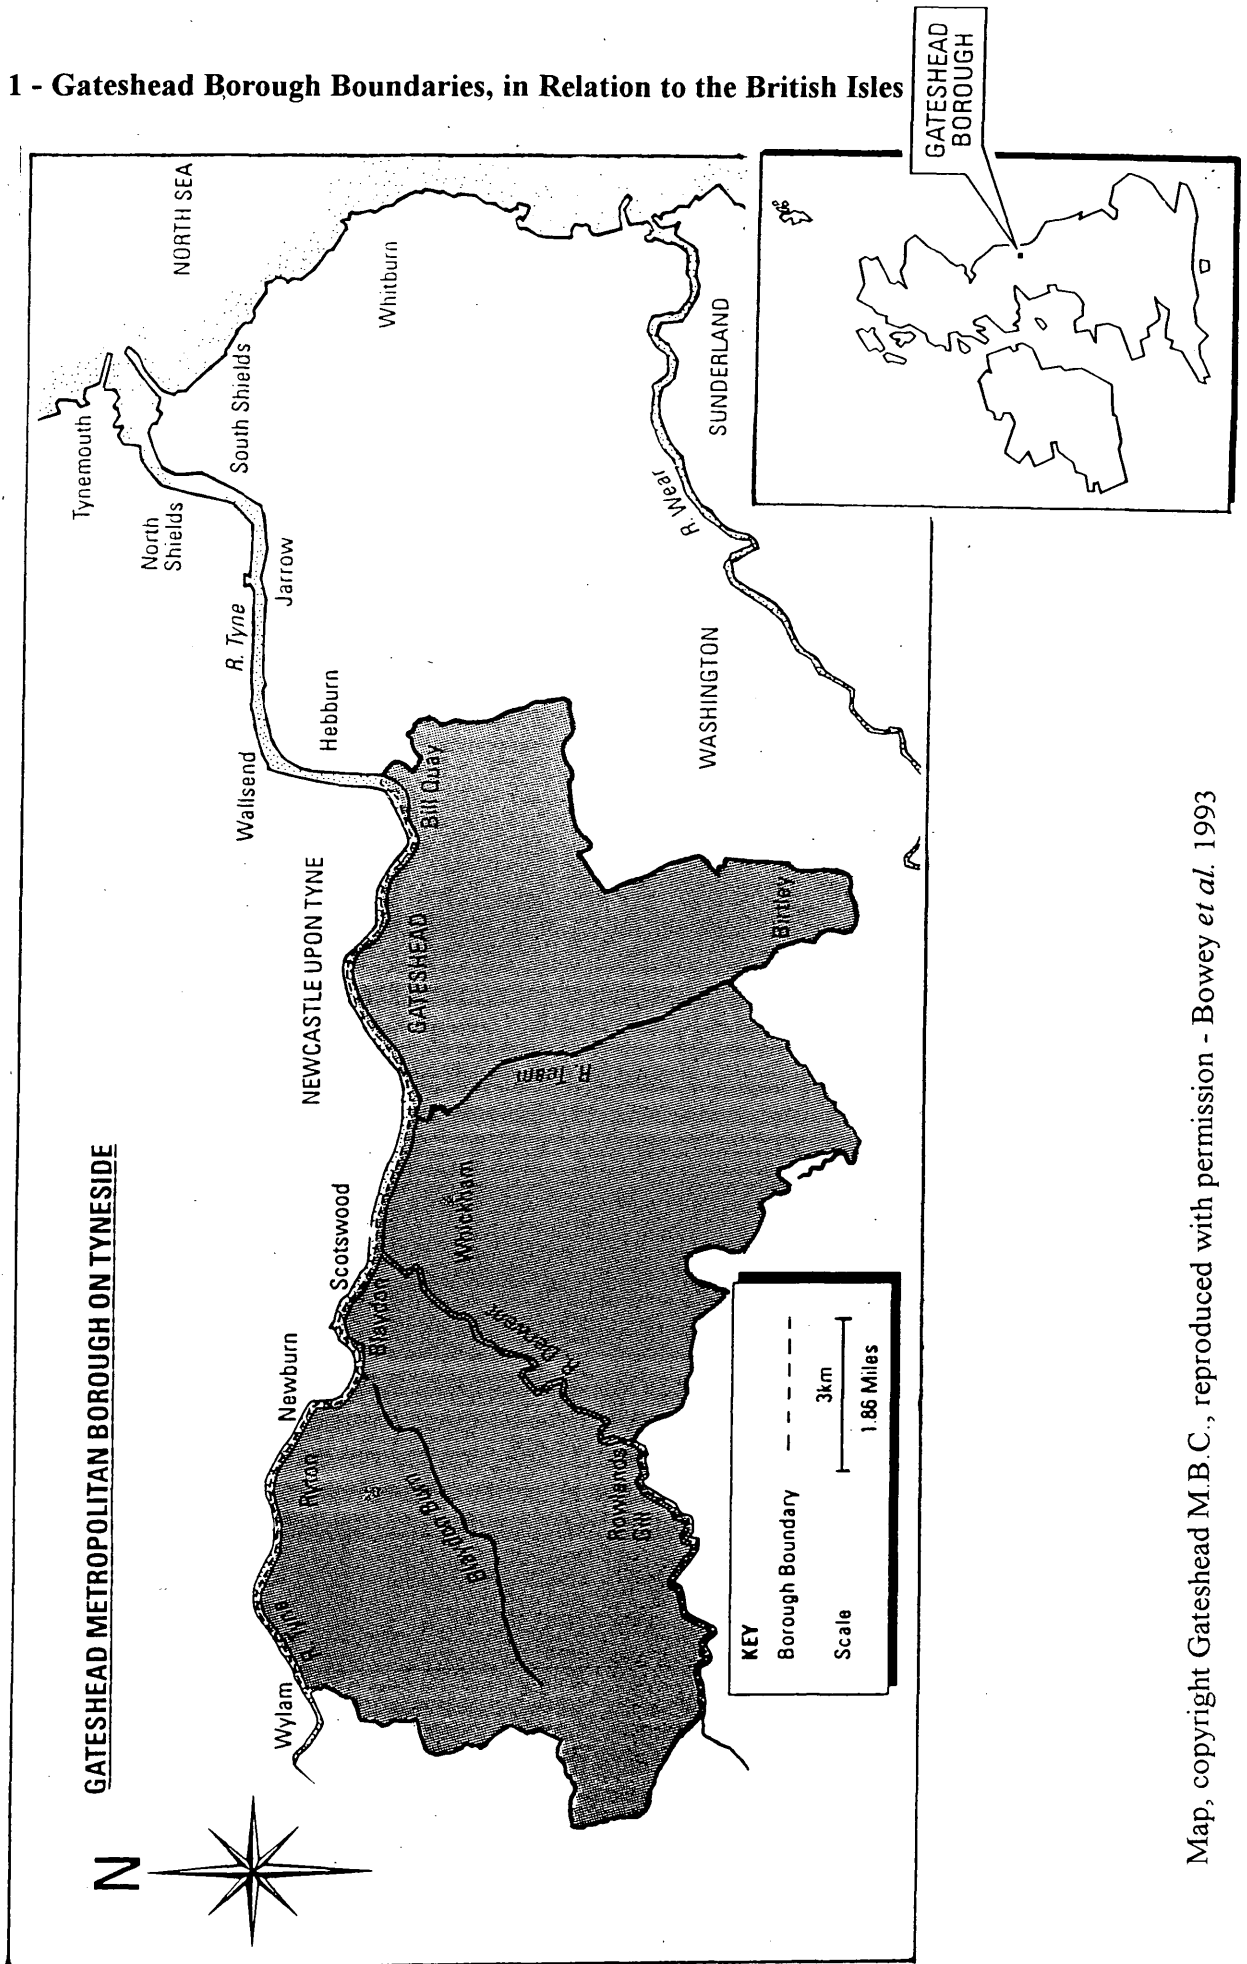 1 - Gateshead Borough Boundaries, in Relation to the British Isles
GATESHEAD METROPOLITAN BOROUGH ON TYNESIDE
N
NORTH SEA
Tynemouth
North
Shields
South Shields
Whitburn
R. Tyne
Jarrow
Wallsend
Hebburn
NEWCASTLE UPON TYNE
Bill Quay
GATESHEAD
SUNDERLAND
R. Wear
WASHINGTON
Birtley
R. Team
Scotswood
Whickham
Newburn
Blaydon
R. Derwent
Ryton
Blaydon Burn
Rowlands
Gill
Wylam
R. Tyne
KEY
Borough Boundary
Scale
3km
1.86 Miles
GATESHEAD
BOROUGH
Map, copyright Gateshead M.B.C., reproduced with permission - Bowey et al. 1993